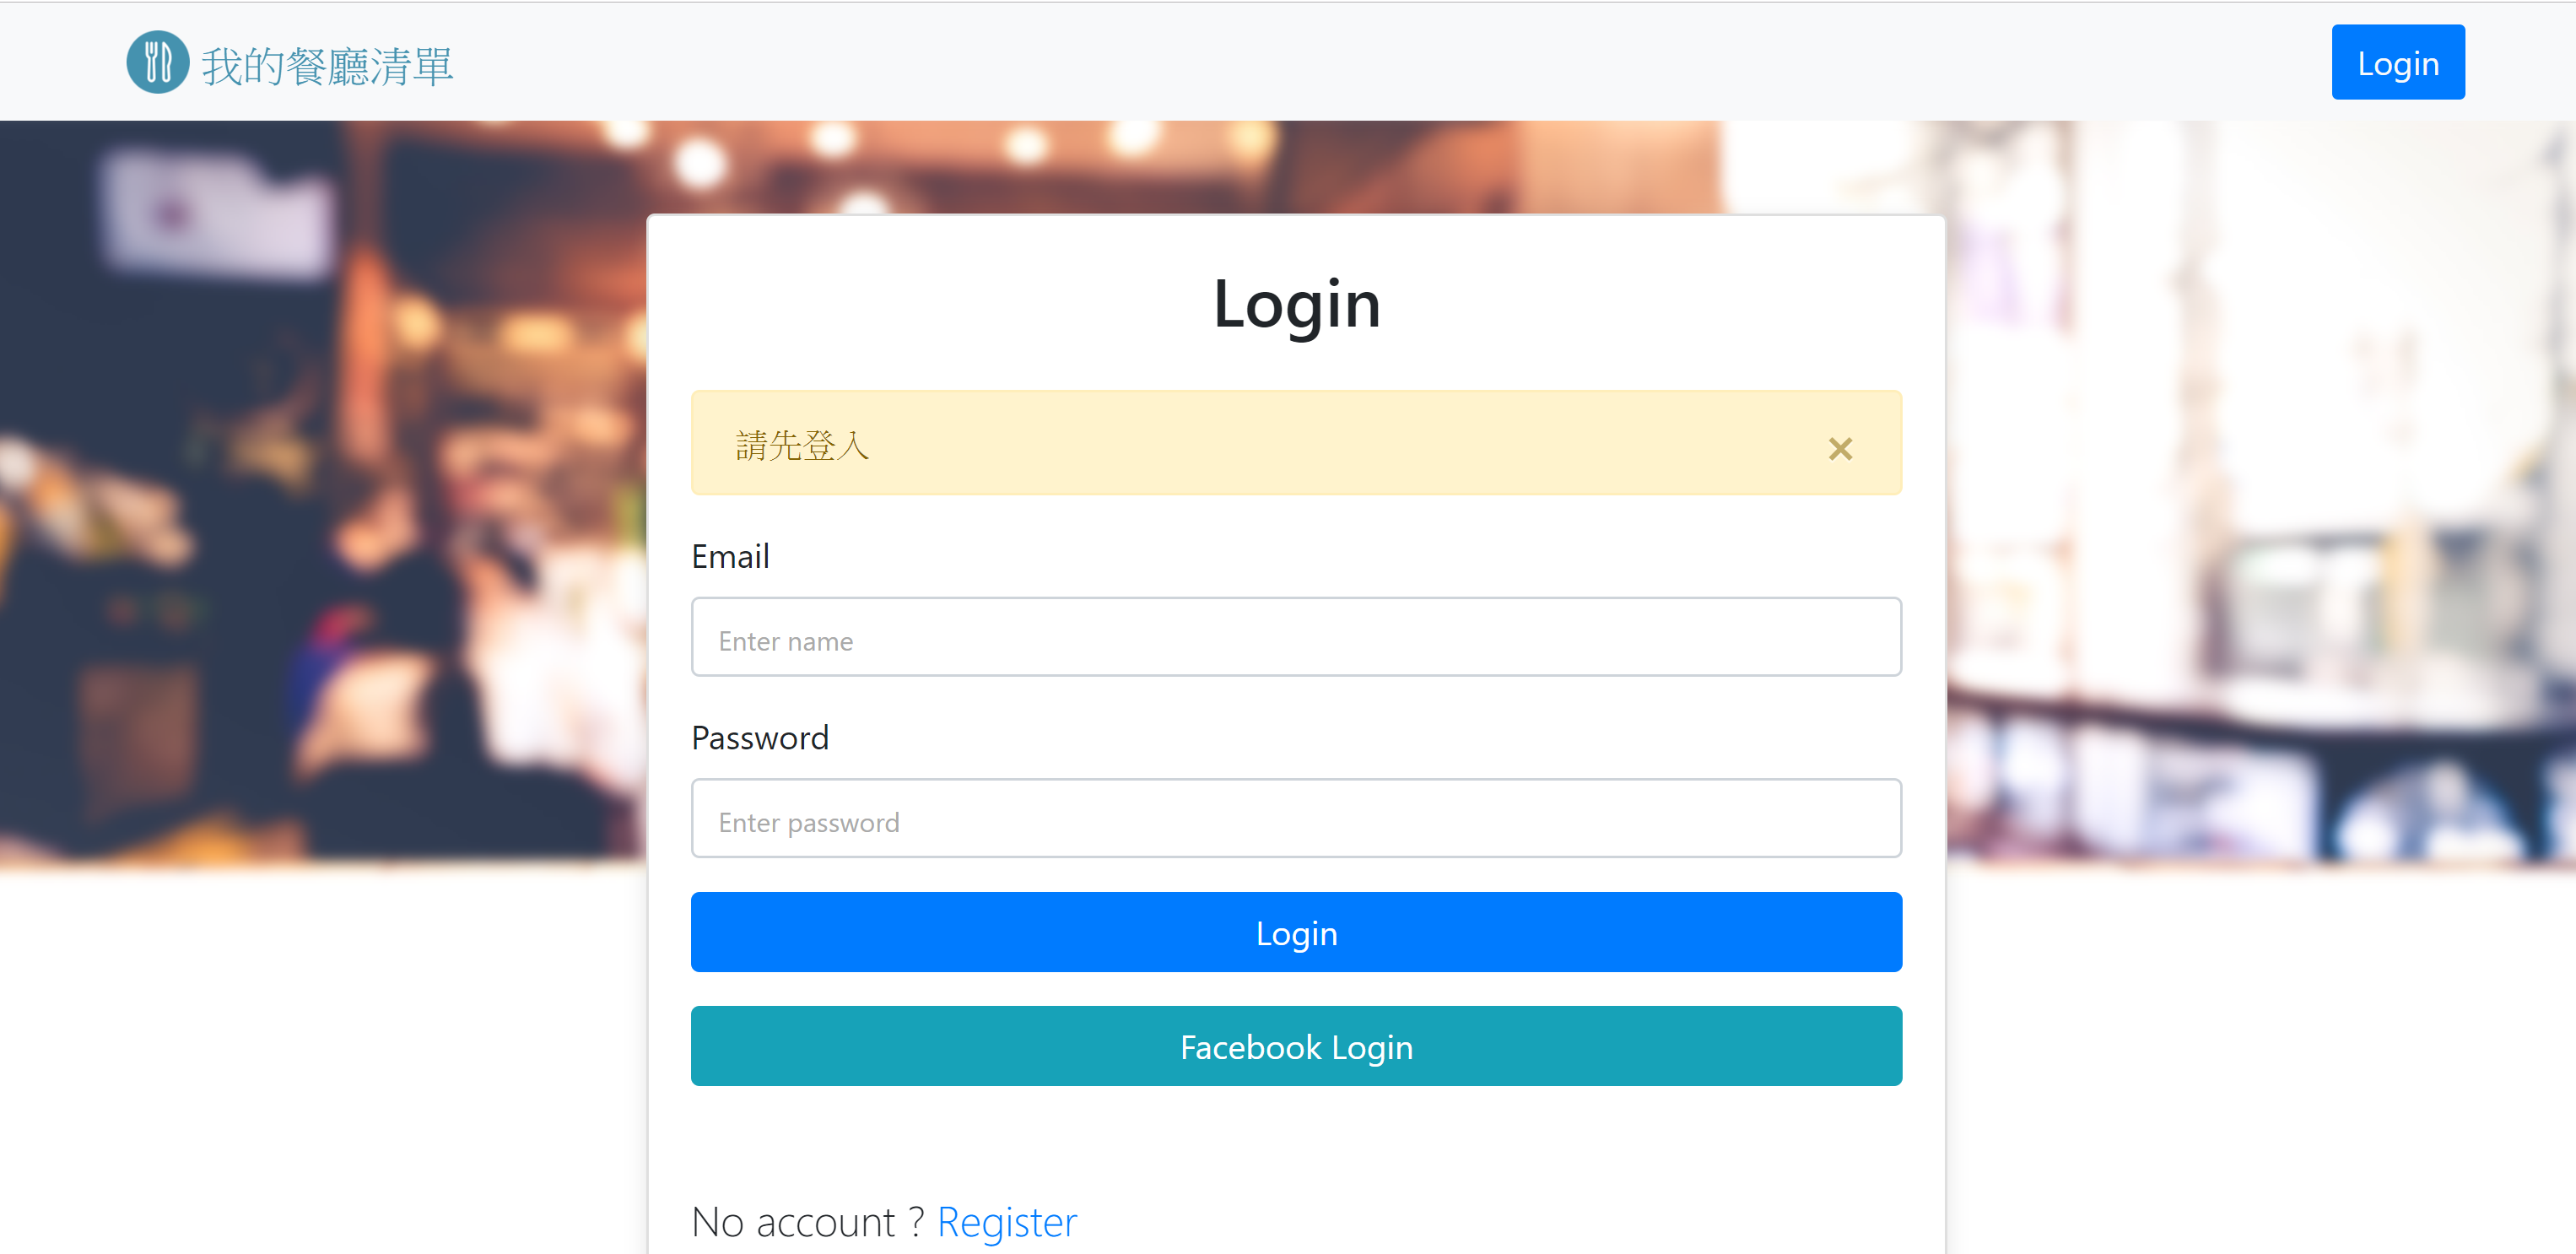 我的餐廳清單
Login
Login
請先登入
×
Email
Enter name
Password
Enter password
Login
Facebook Login
No account ? Register